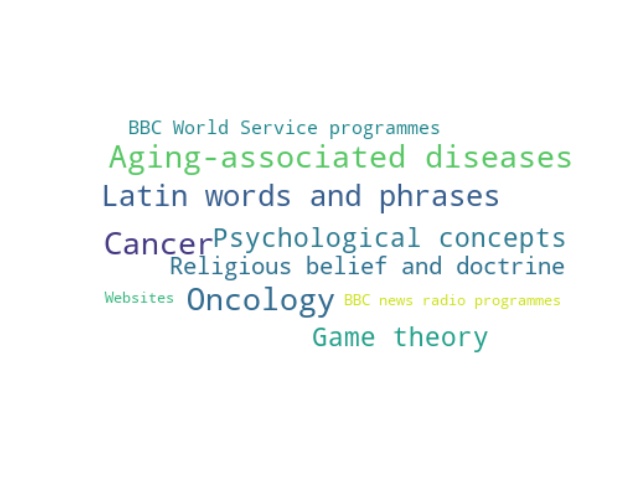 BBC World Service programmes
Aging-associated diseases
Latin words and phrases
Cancer Psychological concepts
Religious belief and doctrine
Websites Oncology BBC news radio programmes
Game theory